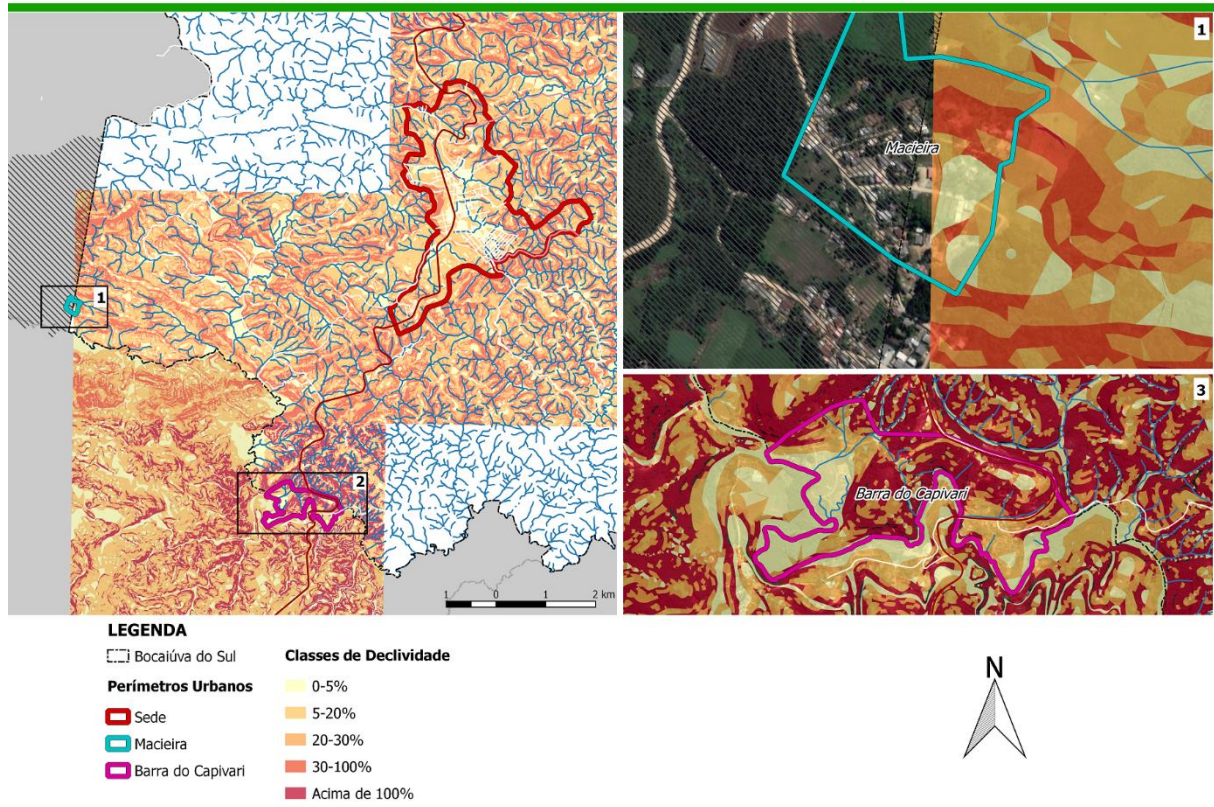 1
2
1 0 1 2 km
1
Macieira
3
Barra do Capivari
LEGENDA
Bocaiúva do Sul
Perímetros Urbanos
Sede
Macieira
Barra do Capivari
Classes de Declividade
0-5%
5-20%
20-30%
30-100%
Acima de 100%
N